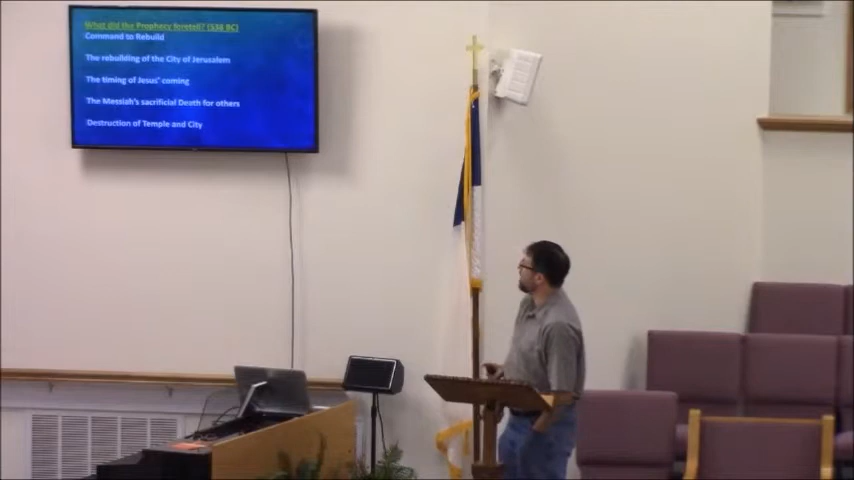 What did the Prophecy foretell? (538 BC)
Command to Rebuild
The rebuilding of the City of Jerusalem
The timing of Jesus' coming
The Messiah's sacrificial Death for others
Destruction of Temple and City